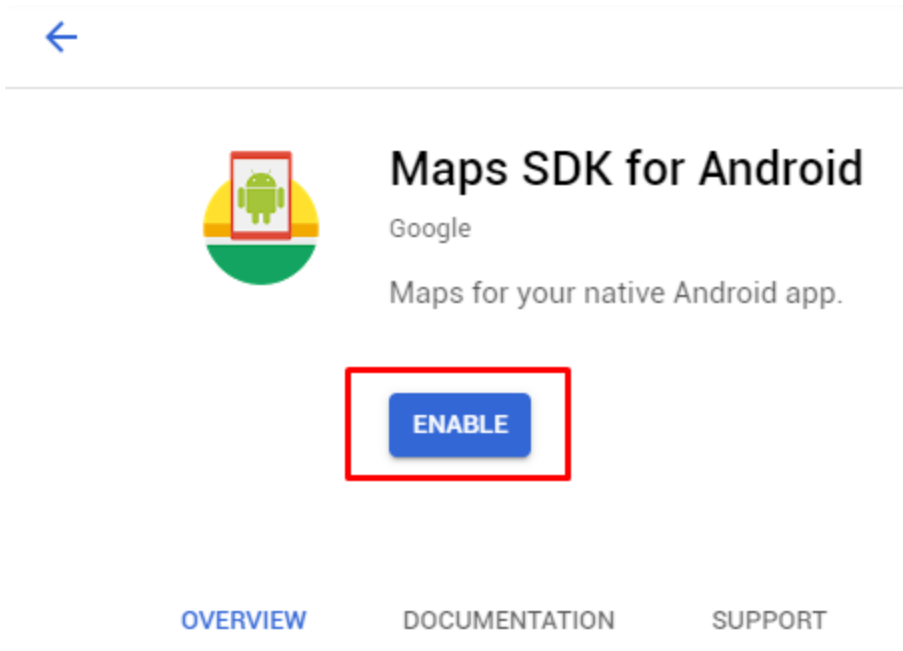 Maps SDK for Android
Google
Maps for your native Android app.
ENABLE
OVERVIEW DOCUMENTATION SUPPORT